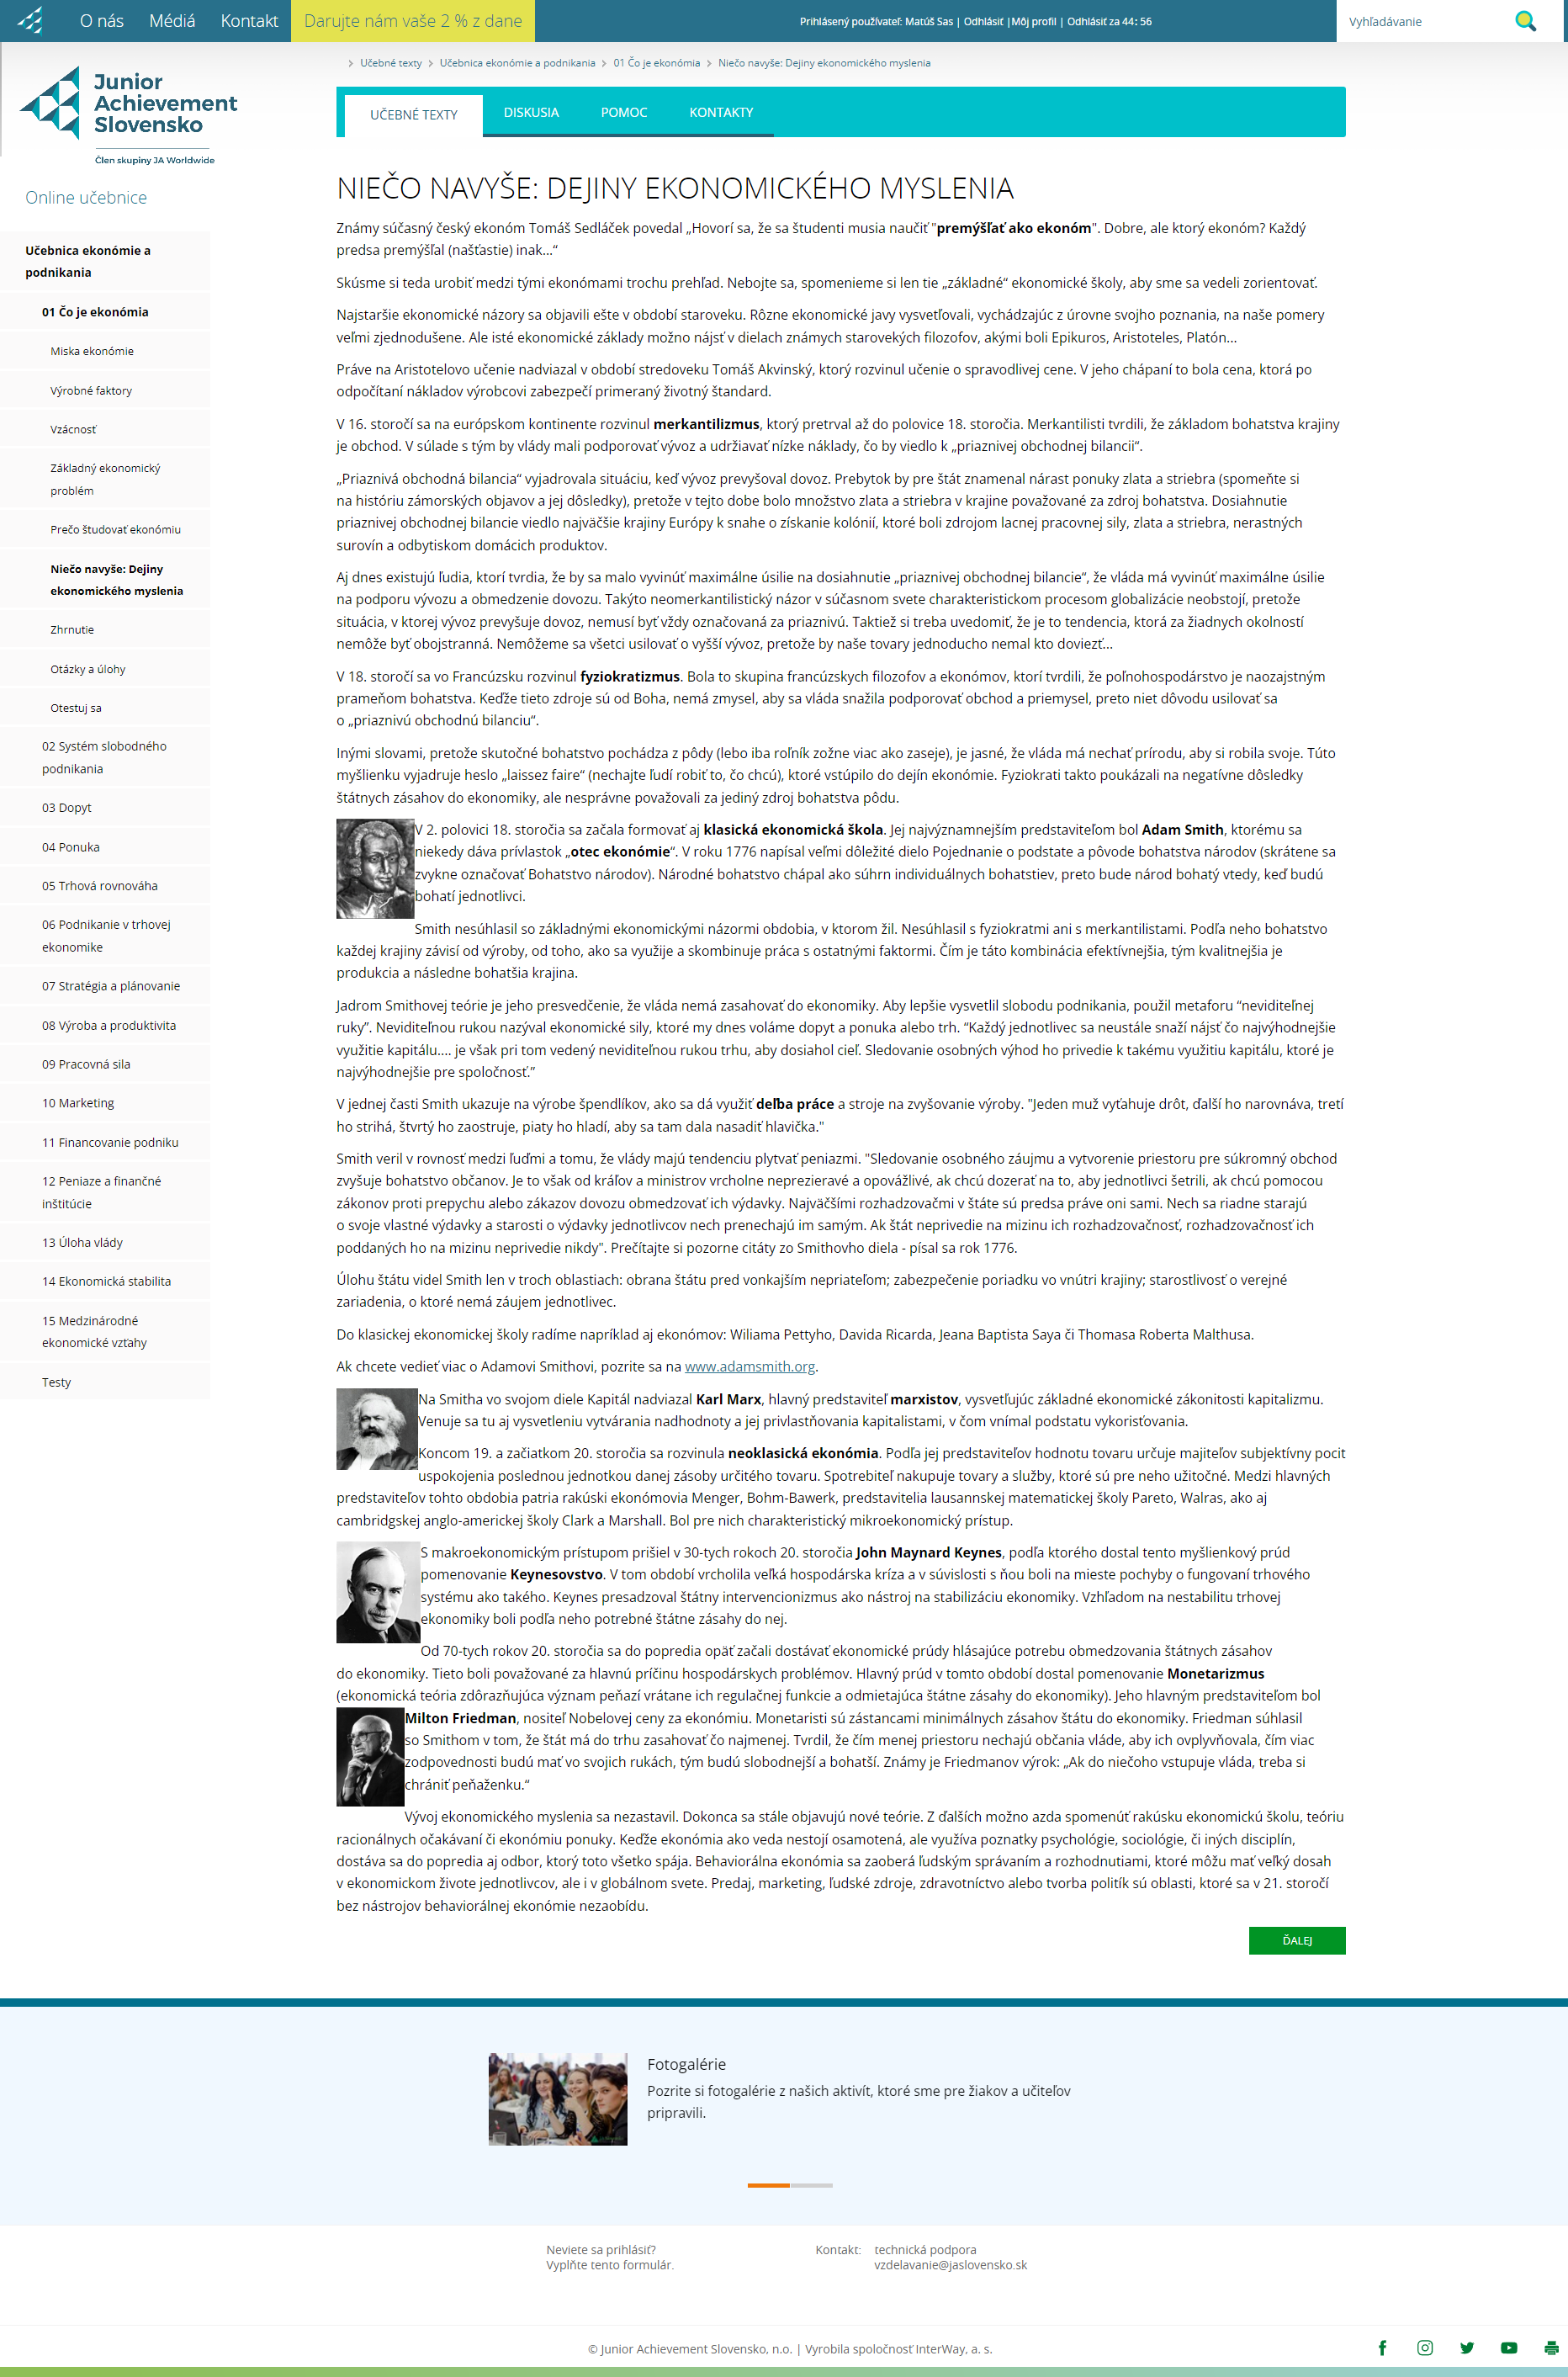 O nás
Médiá
Kontakt
Darujte nám vaše 2 % z dane
Prihlásený používateľ: Matúš Sas | Odhlásiť |Môj profil | Odhlásiť za 44: 56
Vyhľadávanie
Junior
Achievement
Slovensko
Člen skupiny JA Worldwide
Učebné texty
Učebnica ekonómie a podnikania
01 Čo je ekonómia
Niečo navyše: Dejiny ekonomického myslenia
UČEBNÉ TEXTY
DISKUSIA
POMOC
KONTAKTY
Online učebnice
Učebnica ekonómie a
podnikania
01 Čo je ekonómia
Miska ekonómie
Výrobné faktory
Vzácnosť
Základný ekonomický
problém
Prečo študovať ekonómiu
Niečo navyše: Dejiny
ekonomického myslenia
Zhrnutie
Otázky a úlohy
Otestuj sa
02 Systém slobodného
podnikania
03 Dopyt
04 Ponuka
05 Trhová rovnováha
06 Podnikanie v trhovej
ekonomike
07 Stratégia a plánovanie
08 Výroba a produktivita
09 Pracovná sila
10 Marketing
11 Financovanie podniku
12 Peniaze a finančné
inštitúcie
13 Úloha vlády
14 Ekonomická stabilita
15 Medzinárodné
ekonomické vzťahy
Testy
NIEČO NAVYŠE: DEJINY EKONOMICKÉHO MYSLENIA
Známy súčasný český ekonóm Tomáš Sedláček povedal „Hovorí sa, že sa študenti musia naučiť "premýšľať ako ekonóm". Dobre, ale ktorý ekonóm? Každý
predsa premýšľal (našťastie) inak...“
Skúsme si teda urobiť medzi tými ekonómami trochu prehľad. Nebojte sa, spomenieme si len tie „základné“ ekonomické školy, aby sme sa vedeli zorientovať.
Najstaršie ekonomické názory sa objavili ešte v období staroveku. Rôzne ekonomické javy vysvetľovali, vychádzajúc z úrovne svojho poznania, na naše pomery
veľmi zjednodušene. Ale isté ekonomické základy možno nájsť v dielach známych starovekých filozofov, akými boli Epikuros, Aristoteles, Platón...
Práve na Aristotelovo učenie nadviazal v období stredoveku Tomáš Akvinský, ktorý rozvinul učenie o spravodlivej cene. V jeho chápaní to bola cena, ktorá po
odpočítaní nákladov výrobcovi zabezpečí primeraný životný štandard.
V 16. storočí sa na európskom kontinente rozvinul merkantilizmus, ktorý pretrval až do polovice 18. storočia. Merkantilisti tvrdili, že základom bohatstva krajiny
je obchod. V súlade s tým by vlády mali podporovať vývoz a udržiavať nízke náklady, čo by viedlo k „priaznivej obchodnej bilancii“.
„Priaznivá obchodná bilancia“ vyjadrovala situáciu, keď vývoz prevyšoval dovoz. Prebytok by pre štát znamenal nárast ponuky zlata a striebra (spomeňte si
na históriu zámorských objavov a jej dôsledky), pretože v tejto dobe bolo množstvo zlata a striebra v krajine považované za zdroj bohatstva. Dosiahnutie
priaznivej obchodnej bilancie viedlo najväčšie krajiny Európy k snahe o získanie kolónií, ktoré boli zdrojom lacnej pracovnej sily, zlata a striebra, nerastných
surovín a odbytiskom domácich produktov.
Aj dnes existujú ľudia, ktorí tvrdia, že by sa malo vyvinúť maximálne úsilie na dosiahnutie „priaznivej obchodnej bilancie“, že vláda má vyvinúť maximálne úsilie
na podporu vývozu a obmedzenie dovozu. Takýto neomerkantilistický názor v súčasnom svete charakteristickom procesom globalizácie neobstojí, pretože
situácia, v ktorej vývoz prevyšuje dovoz, nemusí byť vždy označovaná za priaznivú. Taktiež si treba uvedomiť, že je to tendencia, ktorá za žiadnych okolností
nemôže byť obojstranná. Nemôžeme sa všetci usilovať o vyšší vývoz, pretože by naše tovary jednoducho nemal kto doviezť...
V 18. storočí sa vo Francúzsku rozvinul fyziokratizmus. Bola to skupina francúzskych filozofov a ekonómov, ktorí tvrdili, že poľnohospodárstvo je naozajstným
prameňom bohatstva. Keďže tieto zdroje sú od Boha, nemá zmysel, aby sa vláda snažila podporovať obchod a priemysel, preto niet dôvodu usilovať sa
o „priaznivú obchodnú bilanciu“.
Inými slovami, pretože skutočné bohatstvo pochádza z pôdy (lebo iba roľník zožne viac ako zaseje), je jasné, že vláda má nechať prírodu, aby si robila svoje. Túto
myšlienku vyjadruje heslo „laissez faire“ (nechajte ľudí robiť to, čo chcú), ktoré vstúpilo do dejín ekonómie. Fyziokrati takto poukázali na negatívne dôsledky
štátnych zásahov do ekonomiky, ale nesprávne považovali za jediný zdroj bohatstva pôdu.
V 2. polovici 18. storočia sa začala formovať aj klasická ekonomická škola. Jej najvýznamnejším predstaviteľom bol Adam Smith, ktorému sa
niekedy dáva prívlastok „otec ekonómie“. V roku 1776 napísal veľmi dôležité dielo Pojednanie o podstate a pôvode bohatstva národov (skrátene sa
zvykne označovať Bohatstvo národov). Národné bohatstvo chápal ako súhrn individuálnych bohatstiev, preto bude národ bohatý vtedy, keď budú
bohatí jednotlivci.
Smith nesúhlasil so základnými ekonomickými názormi obdobia, v ktorom žil. Nesúhlasil s fyziokratmi ani s merkantilistami. Podľa neho bohatstvo
každej krajiny závisí od výroby, od toho, ako sa využije a skombinuje práca s ostatnými faktormi. Čím je táto kombinácia efektívnejšia, tým kvalitnejšia je
produkcia a následne bohatšia krajina.
Jadrom Smithovej teórie je jeho presvedčenie, že vláda nemá zasahovať do ekonomiky. Aby lepšie vysvetlil slobodu podnikania, použil metaforu “neviditeľnej
ruky”. Neviditeľnou rukou nazýval ekonomické sily, ktoré my dnes voláme dopyt a ponuka alebo trh. “Každý jednotlivec sa neustále snaží nájsť čo najvýhodnejšie
využitie kapitálu.... je však pri tom vedený neviditeľnou rukou trhu, aby dosiahol cieľ. Sledovanie osobných výhod ho privedie k takému využitiu kapitálu, ktoré je
najvýhodnejšie pre spoločnosť.”
V jednej časti Smith ukazuje na výrobe špendlíkov, ako sa dá využiť deľba práce a stroje na zvyšovanie výroby. "Jeden muž vyťahuje drôt, ďalší ho narovnáva, tretí
ho strihá, štvrtý ho zaostruje, piaty ho hladí, aby sa tam dala nasadiť hlavička."
Smith veril v rovnosť medzi ľuďmi a tomu, že vlády majú tendenciu plytvať peniazmi. "Sledovanie osobného záujmu a vytvorenie priestoru pre súkromný obchod
zvyšuje bohatstvo občanov. Je to však od kráľov a ministrov vrcholne neprezieravé a opovážlivé, ak chcú dozerať na to, aby jednotlivci šetrili, ak chcú pomocou
zákonov proti prepychu alebo zákazov dovozu obmedzovať ich výdavky. Najväčšími rozhadzovačmi v štáte sú predsa práve oni sami. Nech sa riadne starajú
o svoje vlastné výdavky a starosti o výdavky jednotlivcov nech prenechajú im samým. Ak štát neprivedie na mizinu ich rozhadzovačnosť, rozhadzovačnosť ich
poddaných ho na mizinu neprivedie nikdy". Prečítajte si pozorne citáty zo Smithovho diela - písal sa rok 1776.
Úlohu štátu videl Smith len v troch oblastiach: obrana štátu pred vonkajším nepriateľom; zabezpečenie poriadku vo vnútri krajiny; starostlivosť o verejné
zariadenia, o ktoré nemá záujem jednotlivec.
Do klasickej ekonomickej školy radíme napríklad aj ekonómov: Wiliama Pettyho, Davida Ricarda, Jeana Baptista Saya či Thomasa Roberta Malthusa.
Ak chcete vedieť viac o Adamovi Smithovi, pozrite sa na www.adamsmith.org.
Na Smitha vo svojom diele Kapitál nadviazal Karl Marx, hlavný predstaviteľ marxistov, vysvetľujúc základné ekonomické zákonitosti kapitalizmu.
Venuje sa tu aj vysvetleniu vytvárania nadhodnoty a jej privlastňovania kapitalistami, v čom vnímal podstatu vykorisťovania.
Koncom 19. a začiatkom 20. storočia sa rozvinula neoklasická ekonómia. Podľa jej predstaviteľov hodnotu tovaru určuje majiteľov subjektívny pocit
uspokojenia poslednou jednotkou danej zásoby určitého tovaru. Spotrebiteľ nakupuje tovary a služby, ktoré sú pre neho užitočné. Medzi hlavných
predstaviteľov tohto obdobia patria rakúski ekonómovia Menger, Bohm-Bawerk, predstavitelia lausannskej matematickej školy Pareto, Walras, ako aj
cambridgskej anglo-americkej školy Clark a Marshall. Bol pre nich charakteristický mikroekonomický prístup.
S makroekonomickým prístupom prišiel v 30-tych rokoch 20. storočia John Maynard Keynes, podľa ktorého dostal tento myšlienkový prúd
pomenovanie Keynesovstvo. V tom období vrcholila veľká hospodárska kríza a v súvislosti s ňou boli na mieste pochyby o fungovaní trhového
systému ako takého. Keynes presadzoval štátny intervencionizmus ako nástroj na stabilizáciu ekonomiky. Vzhľadom na nestabilitu trhovej
ekonomiky boli podľa neho potrebné štátne zásahy do nej.
Od 70-tych rokov 20. storočia sa do popredia opäť začali dostávať ekonomické prúdy hlásajúce potrebu obmedzovania štátnych zásahov
do ekonomiky. Tieto boli považované za hlavnú príčinu hospodárskych problémov. Hlavný prúd v tomto období dostal pomenovanie Monetarizmus
(ekonomická teória zdôrazňujúca význam peňazí vrátane ich regulačnej funkcie a odmietajúca štátne zásahy do ekonomiky). Jeho hlavným predstaviteľom bol
Milton Friedman, nositeľ Nobelovej ceny za ekonómiu. Monetaristi sú zástancami minimálnych zásahov štátu do ekonomiky. Friedman súhlasil
so Smithom v tom, že štát má do trhu zasahovať čo najmenej. Tvrdil, že čím menej priestoru nechajú občania vláde, aby ich ovplyvňovala, čím viac
zodpovednosti budú mať vo svojich rukách, tým budú slobodnejší a bohatší. Známy je Friedmanov výrok: „Ak do niečoho vstupuje vláda, treba si
chrániť peňaženku.“
Vývoj ekonomického myslenia sa nezastavil. Dokonca sa stále objavujú nové teórie. Z ďalších možno azda spomenúť rakúsku ekonomickú školu, teóriu
racionálnych očakávaní či ekonómiu ponuky. Keďže ekonómia ako veda nestojí osamotená, ale využíva poznatky psychológie, sociológie, či iných disciplín,
dostáva sa do popredia aj odbor, ktorý toto všetko spája. Behaviorálna ekonómia sa zaoberá ľudským správaním a rozhodnutiami, ktoré môžu mať veľký dosah
v ekonomickom živote jednotlivcov, ale i v globálnom svete. Predaj, marketing, ľudské zdroje, zdravotníctvo alebo tvorba politík sú oblasti, ktoré sa v 21. storočí
bez nástrojov behaviorálnej ekonómie nezaobídu.
ĎALEJ
Fotogalérie
Pozrite si fotogalérie z našich aktivít, ktoré sme pre žiakov a učiteľov
pripravili.
Neviete sa prihlásiť?
Vyplňte tento formulár.
Kontakt:
technická podpora
vzdelavanie@jaslovensko.sk
© Junior Achievement Slovensko, n.o. | Vyrobila spoločnosť InterWay, a. s.